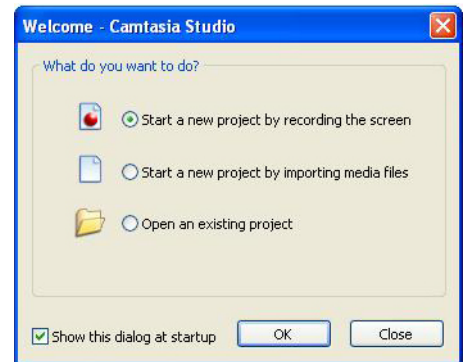 Welcome - Camtasia Studio
What do you want to do?
Start a new project by recording the screen
Start a new project by importing media files
Open an existing project
Show this dialog at startup OK Close